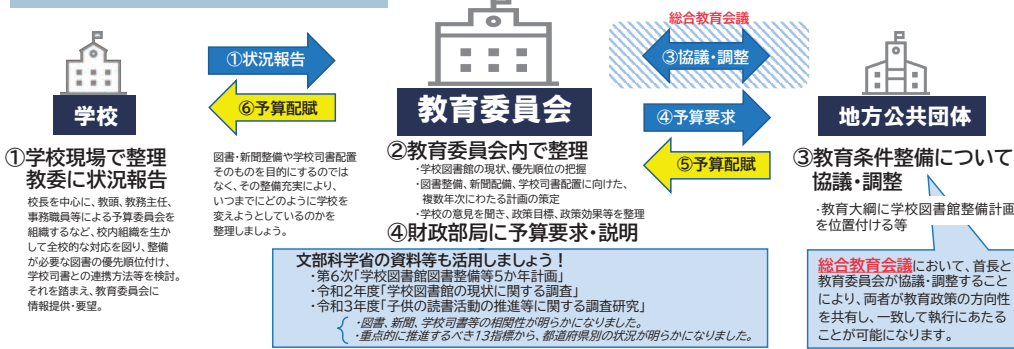 総合教育会議
①状況報告
③協議・調整
⑥予算配賦
④予算要求
⑤予算配賦
学校
教育委員会
地方公共団体
①学校現場で整理
教委に状況報告
校長を中心に、教頭、教務主任、
事務職員等による予算委員会を
組織するなど、校内組織を生か
して全校的な対応を図り、整備
が必要な図書の優先順位付け、
学校司書との連携方法等を検討。
それを踏まえ、教育委員会に
情報提供・要望。
図書・新聞整備や学校司書配置
そのものを目的にするのでは
なく、その整備充実により、
いつまでにどのように学校を
変えようとしているのかを
整理しましょう。
②教育委員会内で整理
・学校図書館の現状、優先順位の把握
・図書整備、新聞配備、学校司書配置に向けた、
複数年次にわたる計画の策定
・学校の意見を聞き、政策目標、政策効果等を整理
④財政部局に予算要求・説明
③教育条件整備について
協議・調整
・教育大綱に学校図書館整備計画
を位置付ける等
文部科学省の資料等も活用しましょう！
・第6次「学校図書館図書整備等5か年計画」
・令和2年度「学校図書館の現状に関する調査」
・令和3年度「子供の読書活動の推進等に関する調査研究」
・図書、新聞、学校司書等の相関性が明らかになりました。
・重点的に推進するべき13指標から、都道府県別の状況が明らかになりました。
総合教育会議において、首長と
教育委員会が協議・調整すること
により、両者が教育政策の方向性
を共有し、一致して執行にあたる
ことが可能になります。